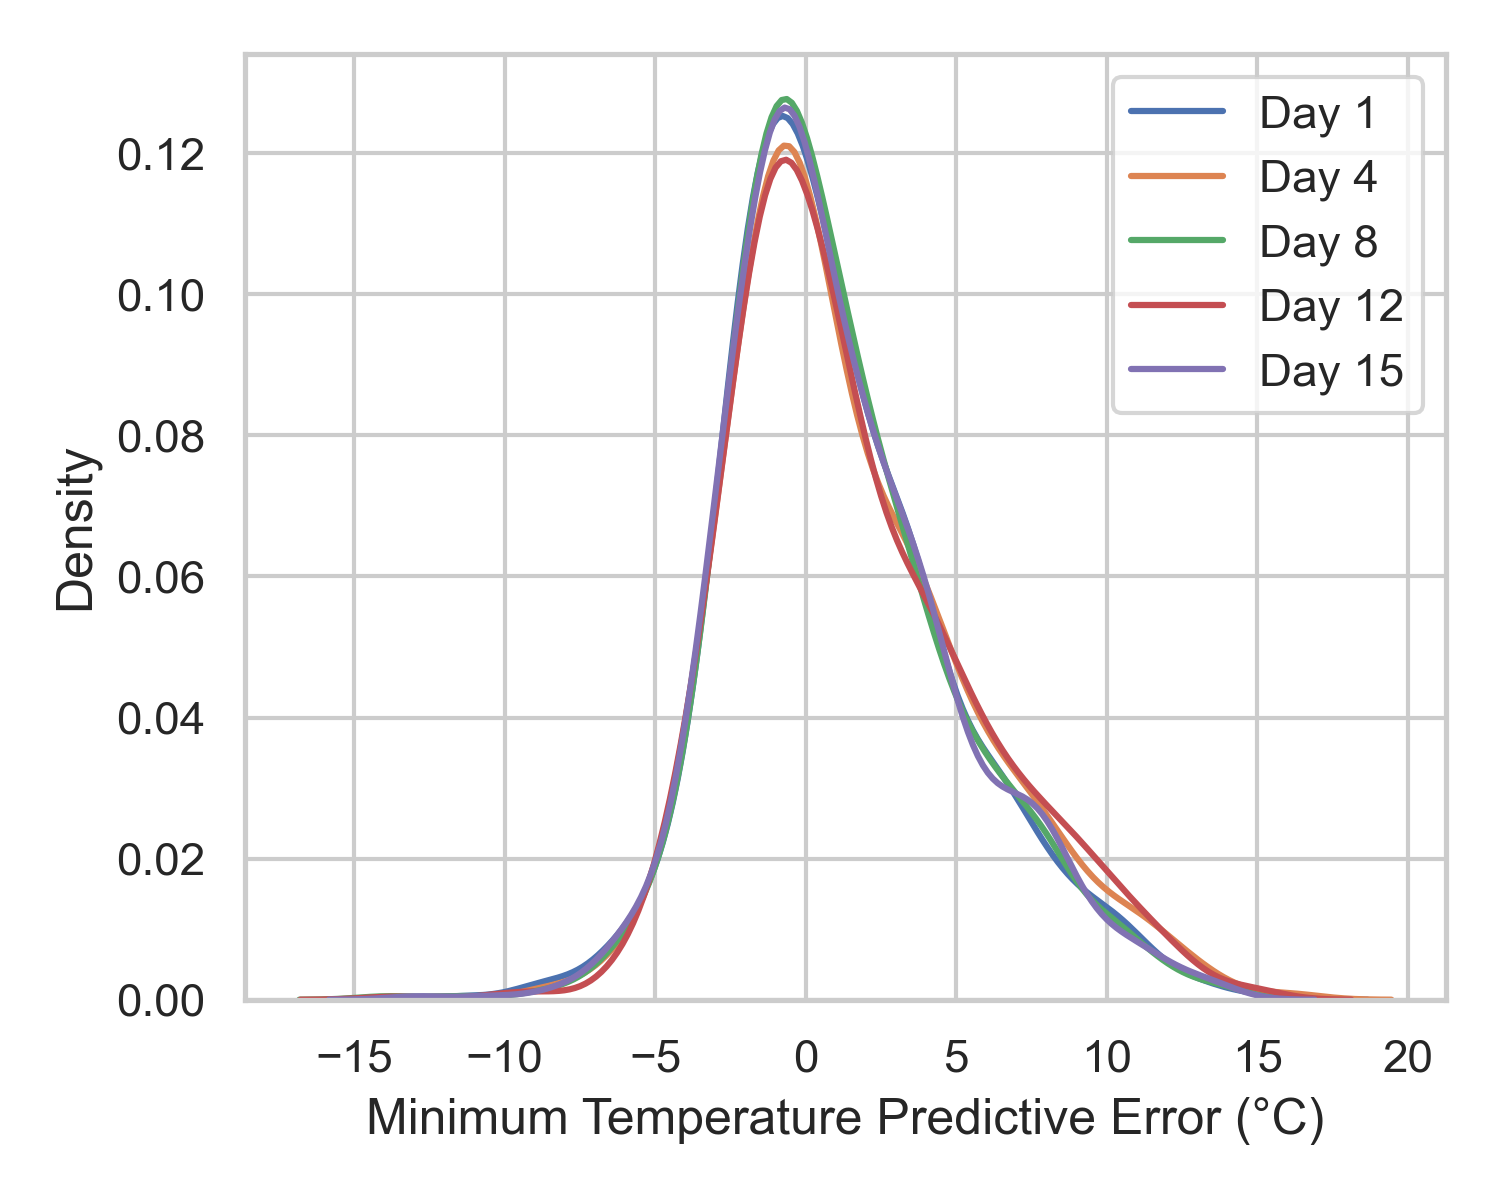 0.12
0.10
0.08
0.06
0.04
0.02
0.00
Density
−15 −10 −5 0 5 10 15 20
Minimum Temperature Predictive Error (°C)
Day 1
Day 4
Day 8
Day 12
Day 15